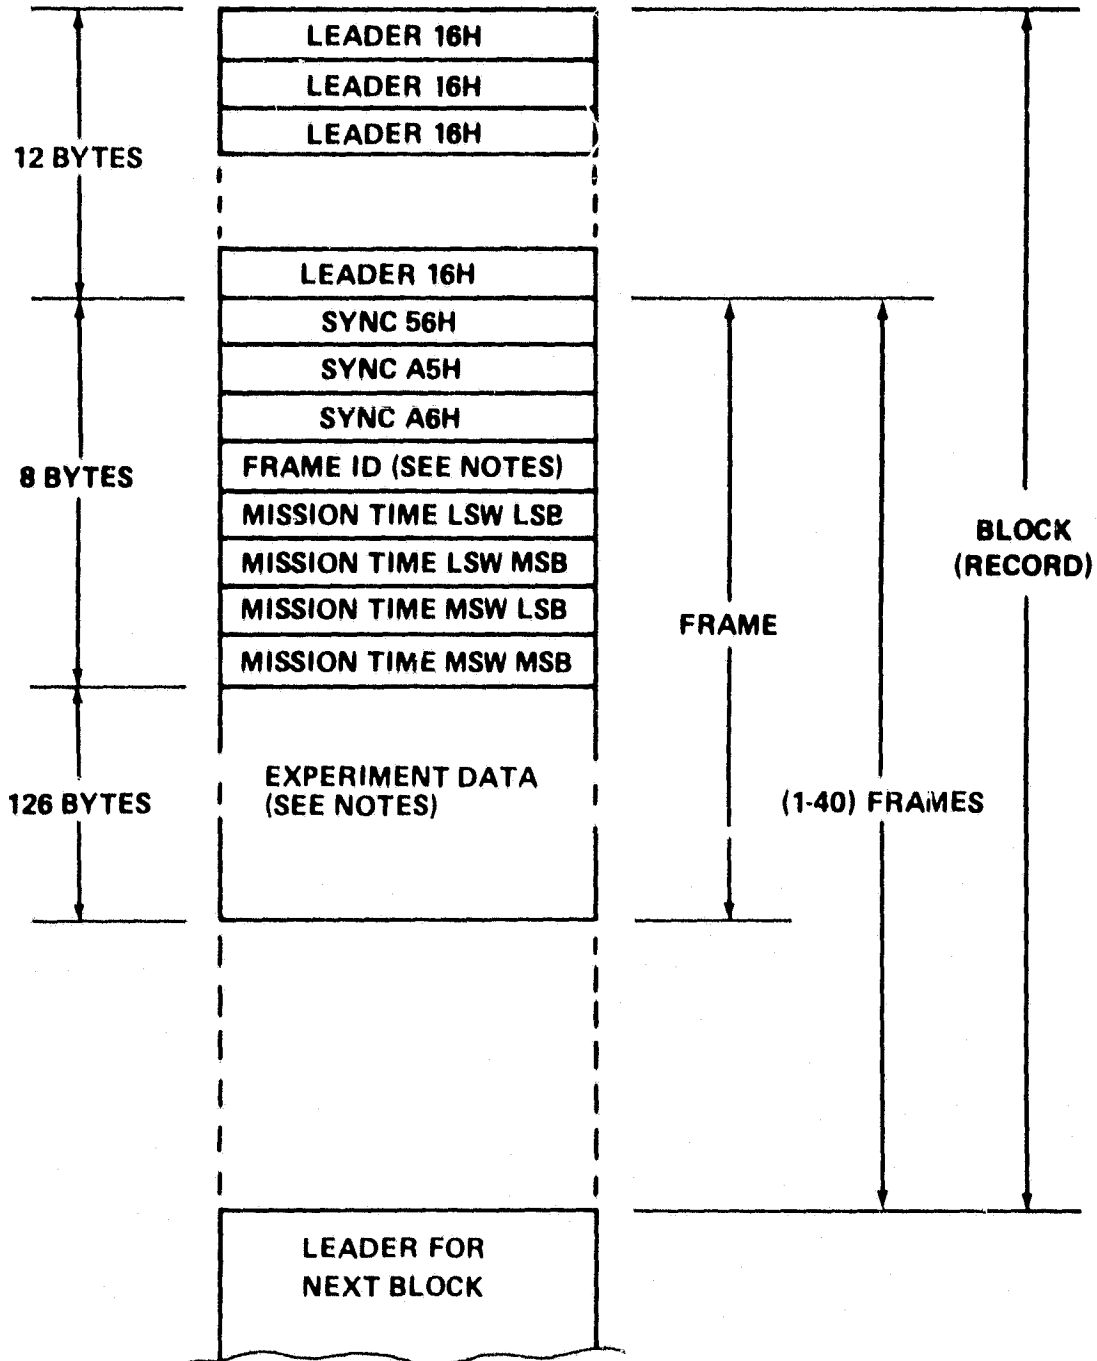 LEADER 16H
LEADER 16H
LEADER 16H
12 BYTES
LEADER 16H
SYNC 56H
SYNC A5H
SYNC A6H
FRAME ID (SEE NOTES)
8 BYTES
MISSION TIME LSW LSB
MISSION TIME LSW MSB
MISSION TIME MSW LSB
MISSION TIME MSW MSB
BLOCK
(RECORD)
FRAME
EXPERIMENT DATA
(SEE NOTES)
126 BYTES
(1-40) FRAMES
LEADER FOR
NEXT BLOCK